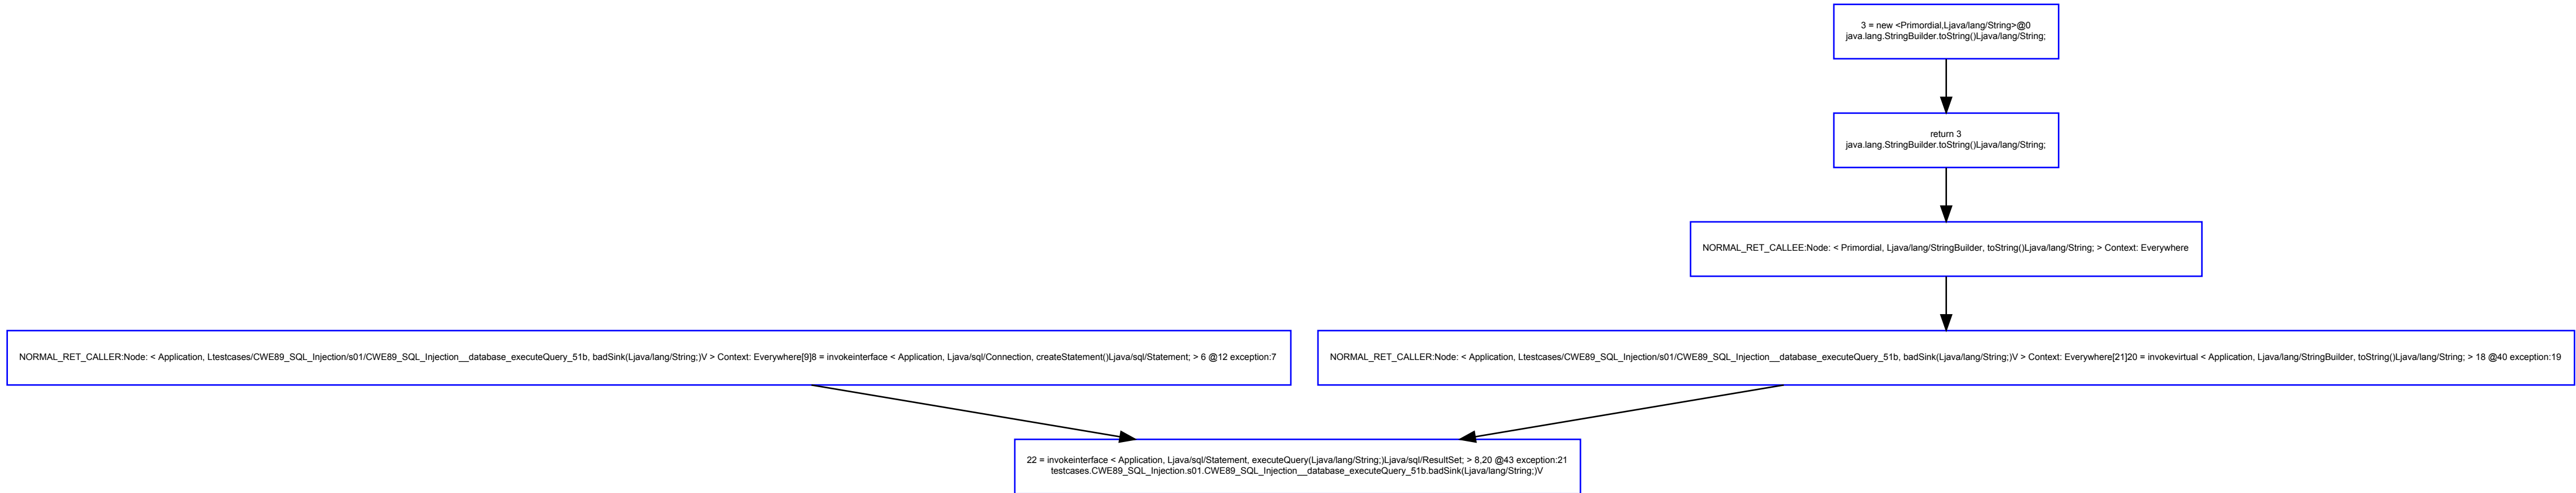 3 = new <Primordial,Ljava/lang/String>@0
java.lang.StringBuilder.toString()Ljava/lang/String;
return 3
java.lang.StringBuilder.toString()Ljava/lang/String;
NORMAL_RET_CALLEE:Node: < Primordial, Ljava/lang/StringBuilder, toString()Ljava/lang/String; > Context: Everywhere
NORMAL_RET_CALLER:Node: < Application, Ltestcases/CWE89_SQL_Injection/s01/CWE89_SQL_Injection__database_executeQuery_51b, badSink(Ljava/lang/String;)V > Context: Everywhere[9]8 = invokeinterface < Application, Ljava/sql/Connection, createStatement()Ljava/sql/Statement; > 6 @12 exception:7
NORMAL_RET_CALLER:Node: < Application, Ltestcases/CWE89_SQL_Injection/s01/CWE89_SQL_Injection__database_executeQuery_51b, badSink(Ljava/lang/String;)V > Context: Everywhere[21]20 = invokevirtual < Application, Ljava/lang/StringBuilder, toString()Ljava/lang/String; > 18 @40 exception:19
22 = invokeinterface < Application, Ljava/sql/Statement, executeQuery(Ljava/lang/String;)Ljava/sql/ResultSet; > 8,20 @43 exception:21
testcases.CWE89_SQL_Injection.s01.CWE89_SQL_Injection__database_executeQuery_51b.badSink(Ljava/lang/String;)V